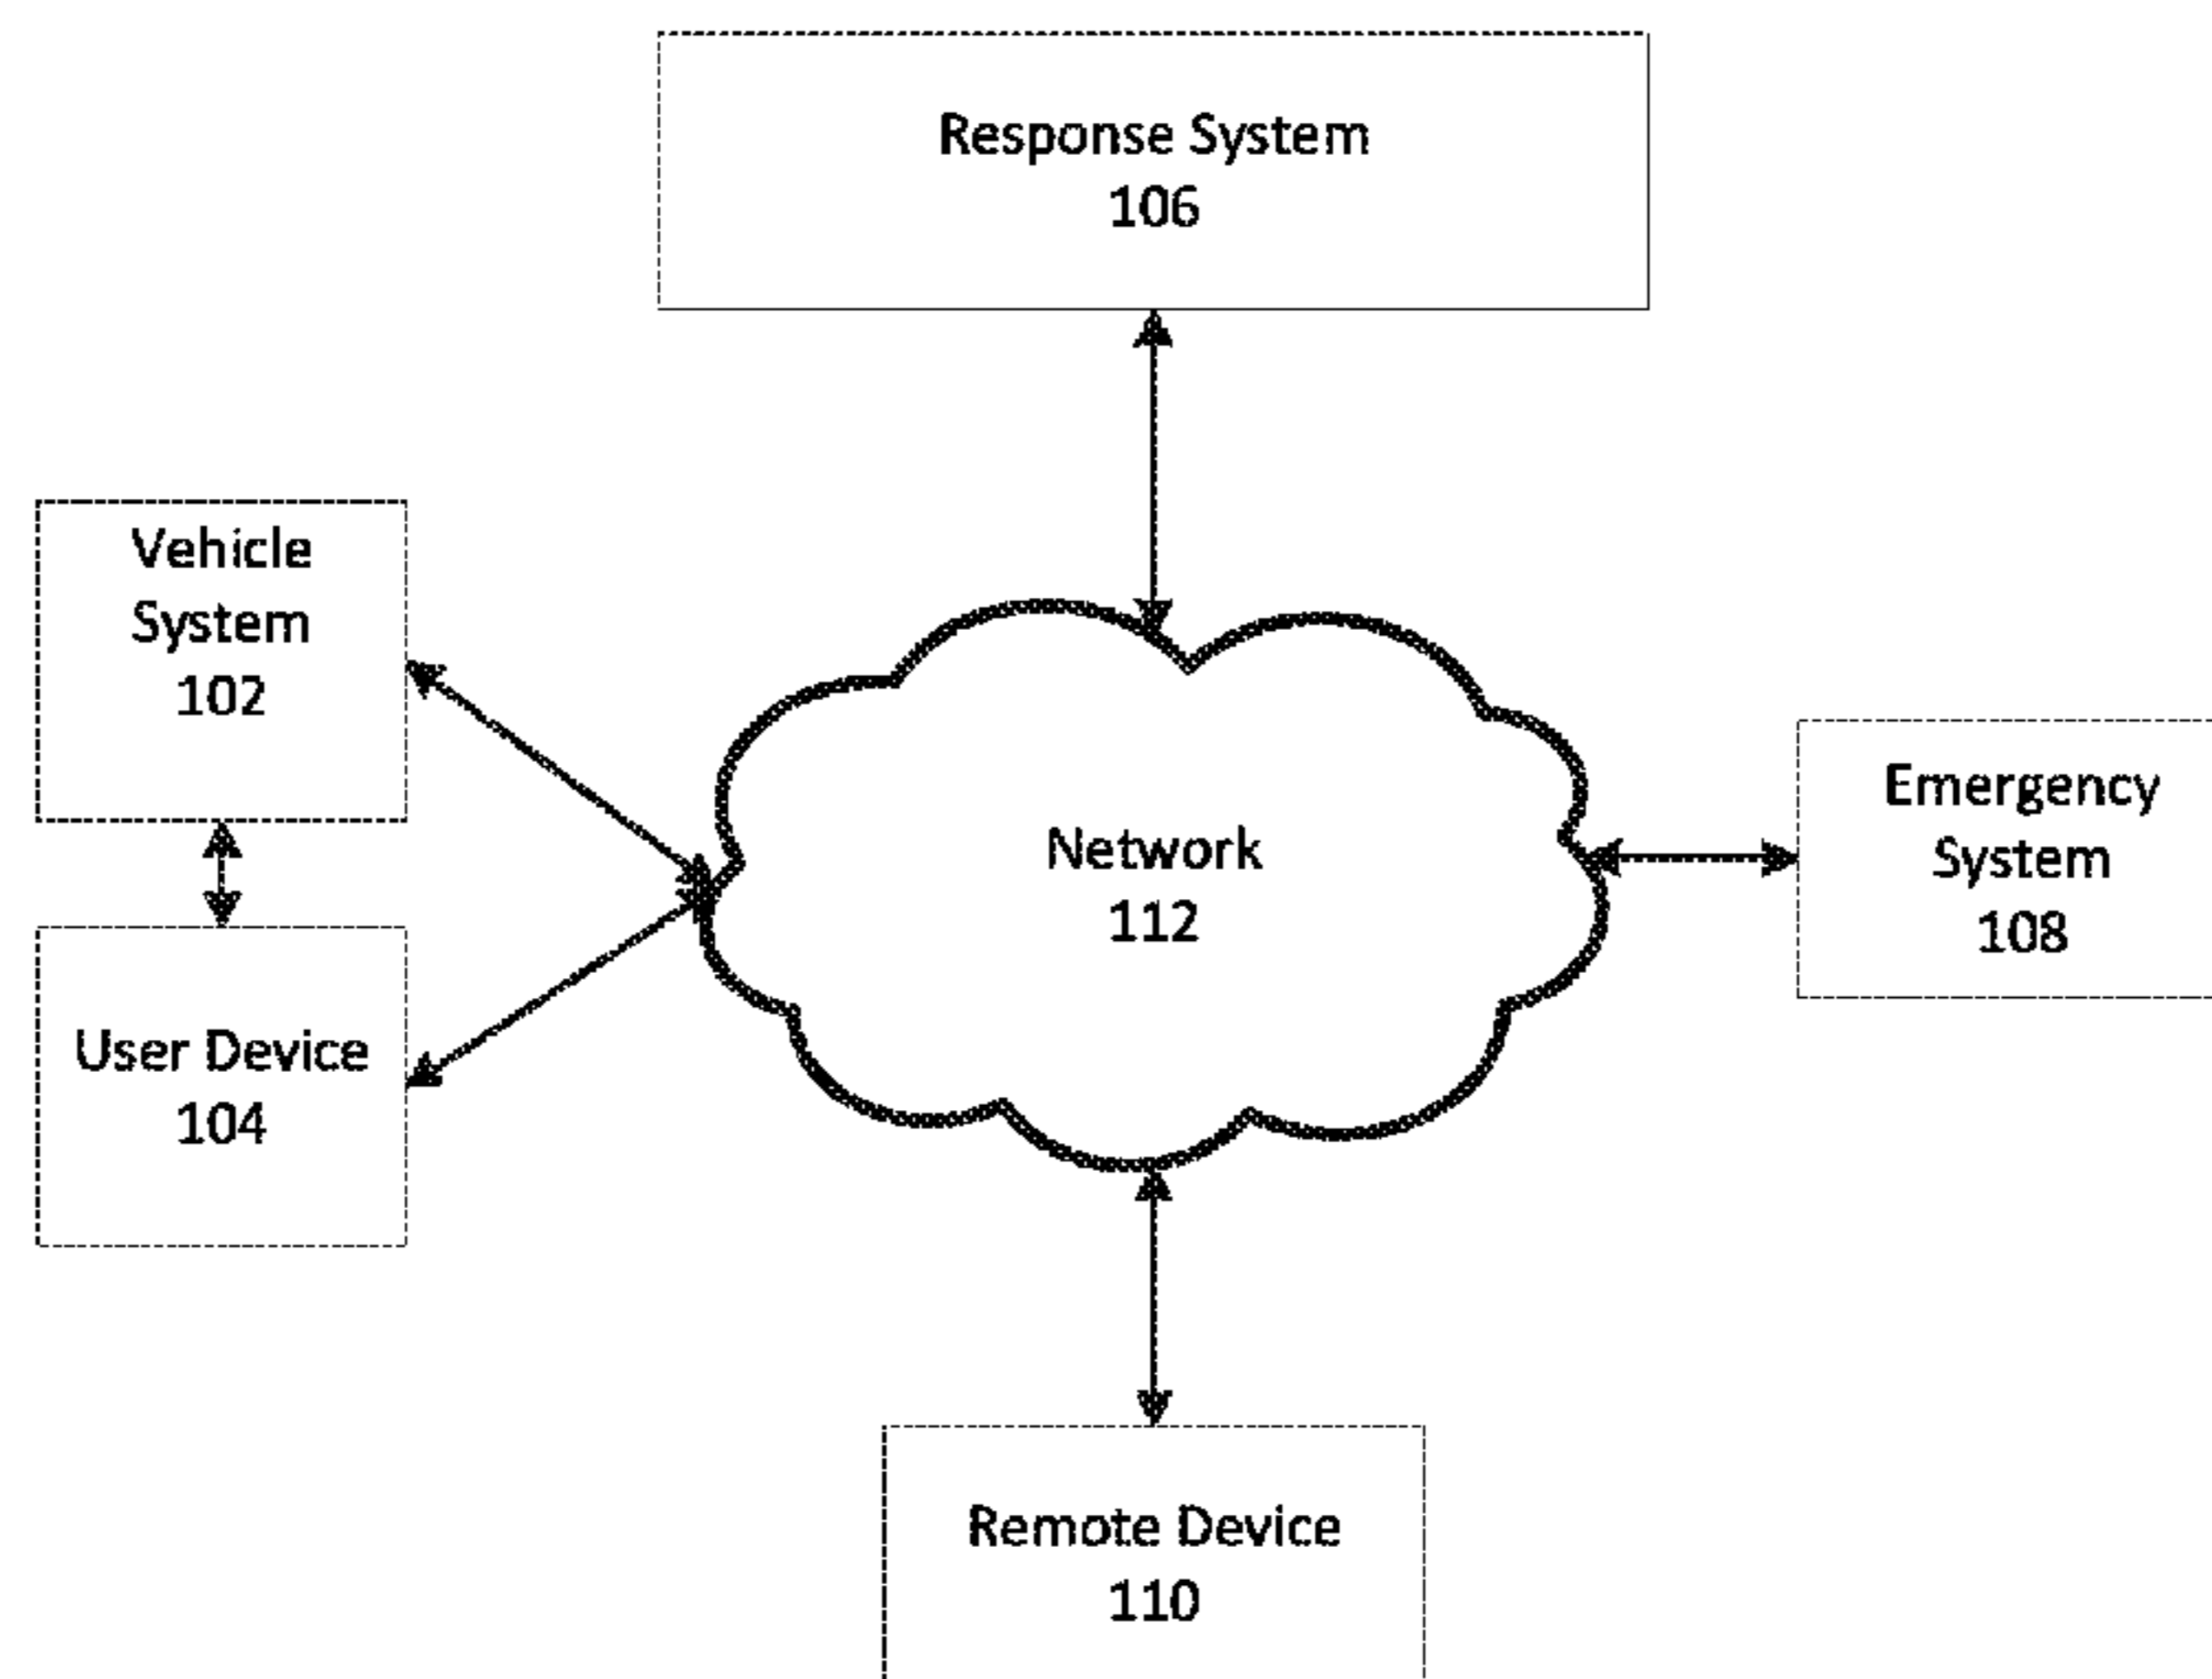 Response System
106
Vehicle
System
102
Network
112
Emergency
System
108
User Device
104
Remote Device
110